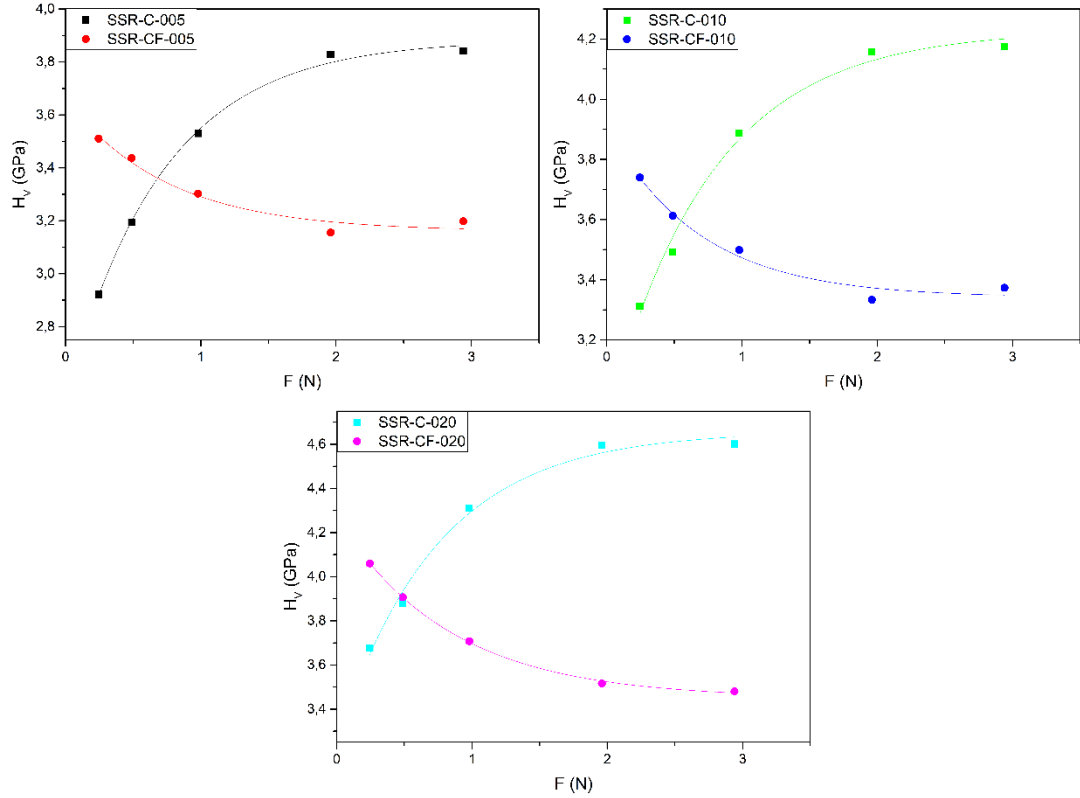 SSR-C-005
SSR-CF-005
4,0
3,8
3,6
3,4
3,2
3,0
2,8
H_V (GPa)
0 1 2 3
F (N)
SSR-C-010
SSR-CF-010
4,2
4,0
3,8
3,6
3,4
3,2
H_V (GPa)
0 1 2 3
F (N)
SSR-C-020
SSR-CF-020
4,6
4,4
4,2
4,0
3,8
3,6
3,4
H_V (GPa)
0 1 2 3
F (N)